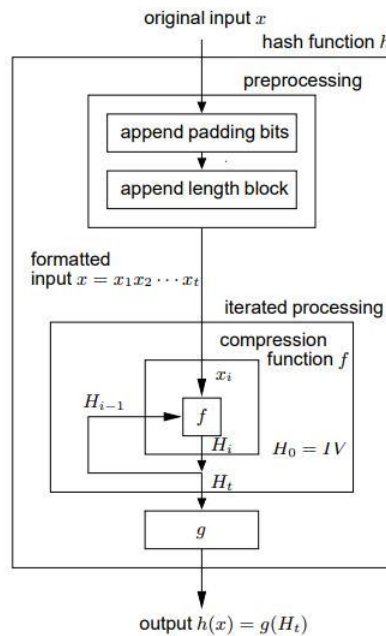 original input x
hash function h
preprocessing
append padding bits
append length block
formatted
input x = x₁x₂ ⋯ xₜ
iterated processing
compression
function f
xᵢ
Hᵢ₋₁
f
Hᵢ
H₀ = IV
Hₜ
g
output h(x) = g(Hₜ)